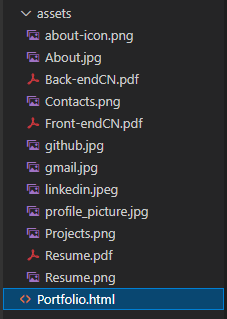 assets
about-icon.png
About.jpg
Back-endCN.pdf
Contacts.png
Front-endCN.pdf
github.jpg
gmail.jpg
linkedin.jpeg
profile_picture.jpg
Projects.png
Resume.pdf
Resume.png
Portfolio.html